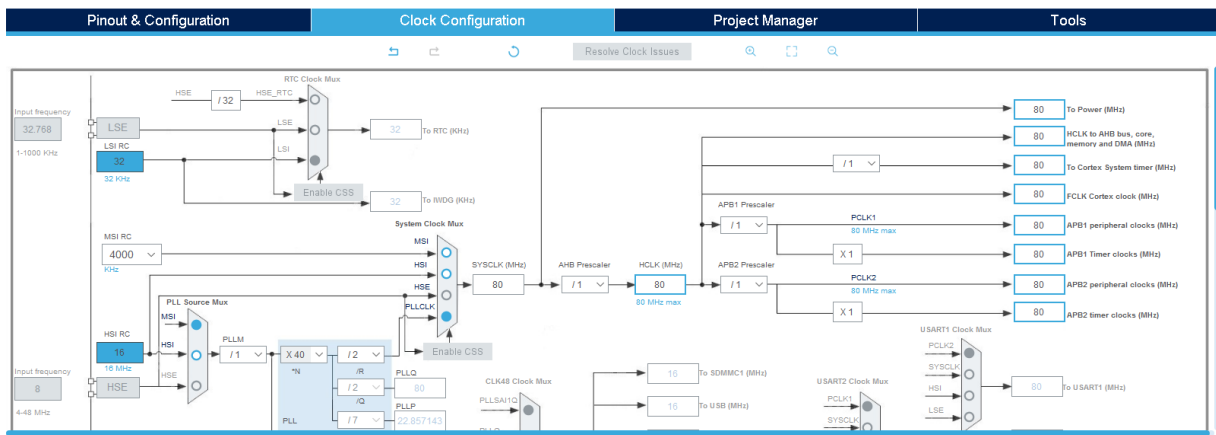 Pinout & Configuration
Clock Configuration
Project Manager
Tools
Resolve Clock Issues
RTC Clock Mux
HSE
/ 32
HSE_RTC
Input frequency
32.768
1-1000 KHz
LSE
LSE
32
To RTC (KHz)
LSI RC
32
32 KHz
LSI
Enable CSS
32
To IWDG (KHz)
80
To Power (MHz)
80
HCLK to AHB bus, core,
memory and DMA (MHz)
/ 1
80
To Cortex System timer (MHz)
80
FCLK Cortex clock (MHz)
APB1 Prescaler
/ 1
PCLK1
80 MHz max
80
APB1 peripheral clocks (MHz)
X 1
80
APB1 Timer clocks (MHz)
System Clock Mux
MSI RC
4000
KHz
MSI
HSI
HSE
PLLCLK
SYSCLK (MHz)
80
AHB Prescaler
/ 1
HCLK (MHz)
80
80 MHz max
APB2 Prescaler
/ 1
PCLK2
80 MHz max
80
APB2 peripheral clocks (MHz)
X 1
80
APB2 timer clocks (MHz)
PLL Source Mux
MSI
HSI RC
16
16 MHz
HSI
HSE
PLLM
/ 1
X 40
*N
/ 2
/R
Enable CSS
Input frequency
8
4-48 MHz
HSE
/ 2
/Q
PLLQ
80
PLL
/ 7
PLLP
22.857143
CLK48 Clock Mux
PLLSAI1Q
16
To SDMMC1 (MHz)
16
To USB (MHz)
USART2 Clock Mux
PCLK1
SYSCLK
USART1 Clock Mux
PCLK2
SYSCLK
HSI
LSE
80
To USART1 (MHz)